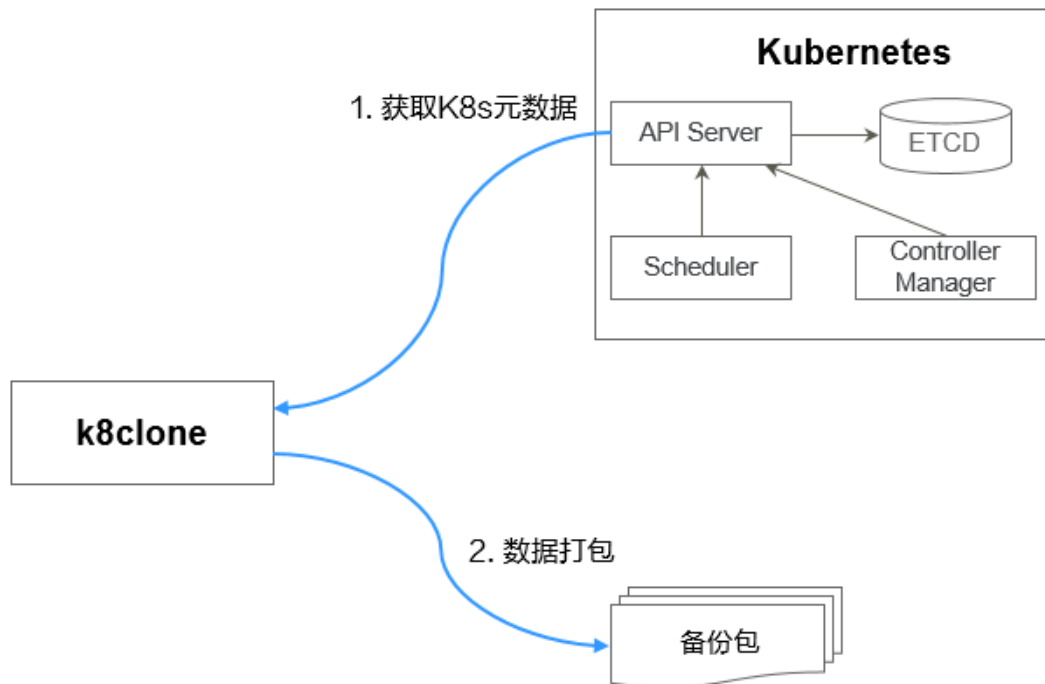 Kubernetes
1. 获取K8s元数据
API Server
ETCD
Scheduler
Controller
Manager
k8clone
2. 数据打包
备份包